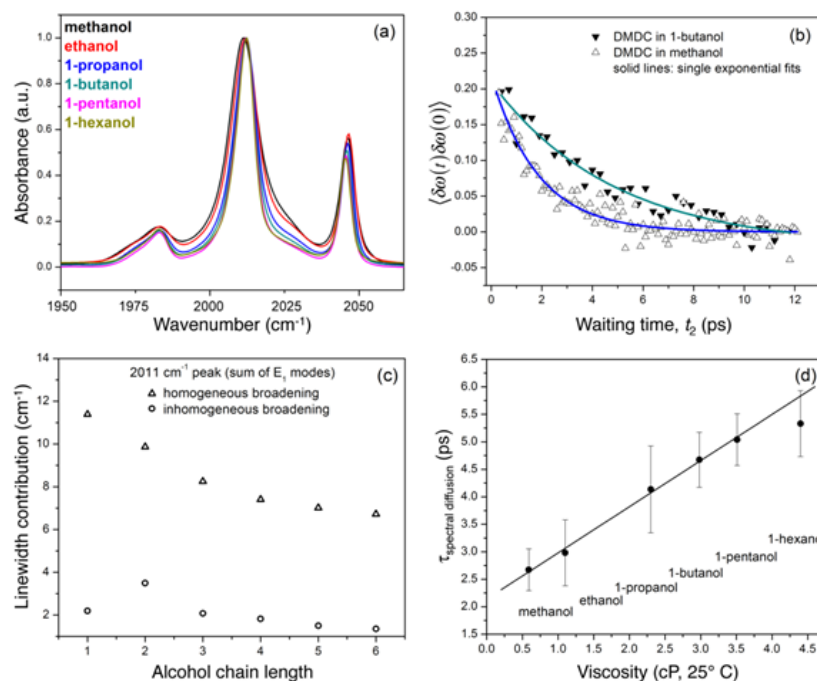 (a)
methanol
ethanol
1-propanol
1-butanol
1-pentanol
1-hexanol
Absorbance (a.u.)
1.0
0.8
0.6
0.4
0.2
0.0
1950
2000
2050
Wavenumber (cm⁻¹)
(b)
DMDC in 1-butanol
DMDC in methanol
solid lines: single exponential fits
⟨δω(t)δω(0)⟩
0.20
0.15
0.10
0.05
0.00
-0.05
0
2
4
6
8
10
12
Waiting time, t₂ (ps)
(c)
2011 cm⁻¹ peak (sum of E₁ modes)
homogeneous broadening
inhomogeneous broadening
Linewidth contribution (cm⁻¹)
14
12
10
8
6
4
2
0
1
2
3
4
5
6
Alcohol chain length
(d)
τspectral diffusion (ps)
6.5
6.0
5.5
5.0
4.5
4.0
3.5
3.0
2.5
2.0
1.5
1-hexano
1-pentanol
1-butanol
1-propanol
ethanol
methanol
0.0
0.5
1.0
1.5
2.0
2.5
3.0
3.5
4.0
4.5
Viscosity (cP, 25° C)